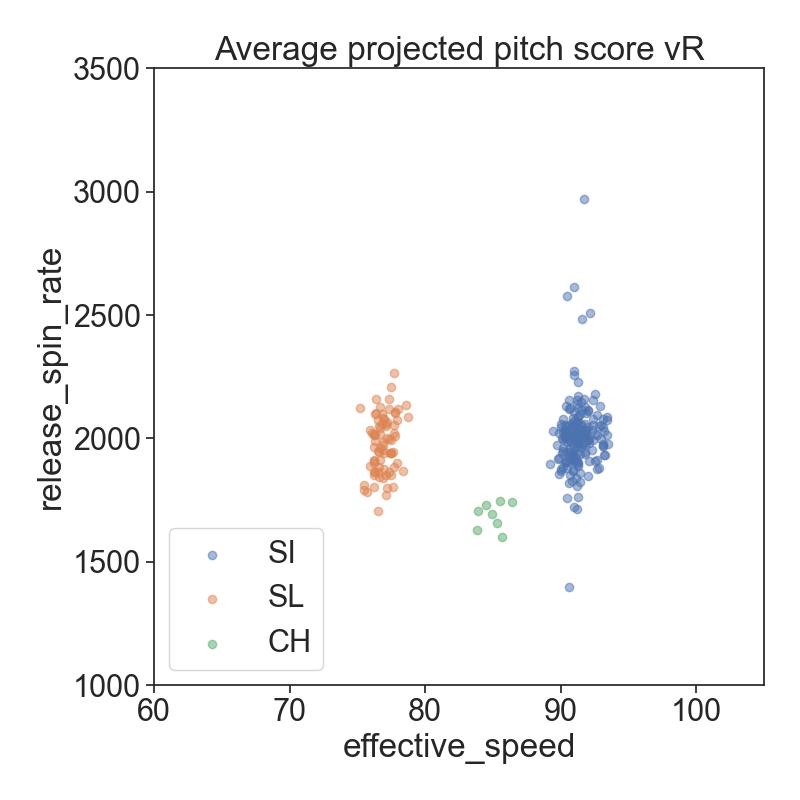 Average projected pitch score vR
3500
3000
2500
2000
1500
1000
release_spin_rate
SI
SL
CH
60
70
80
90
100
effective_speed